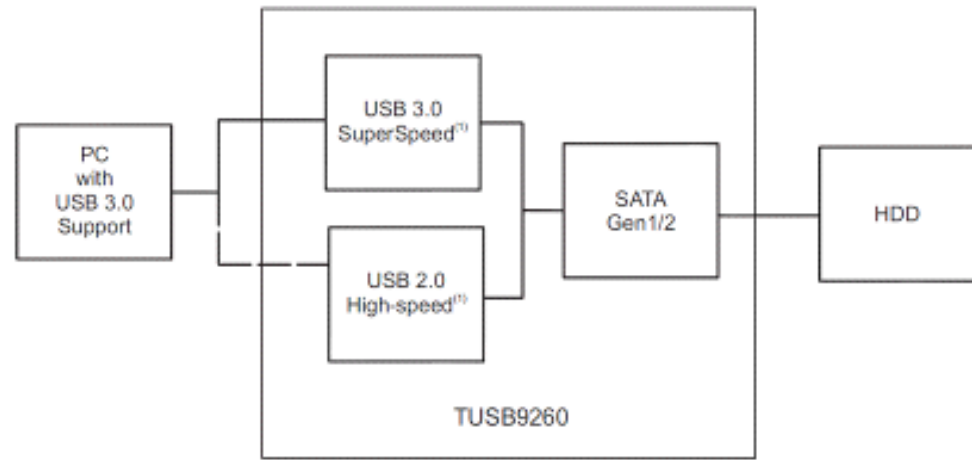 PC
with
USB 3.0
Support
USB 3.0
SuperSpeed(1)
USB 2.0
High-speed(1)
SATA
Gen1/2
HDD
TUSB9260